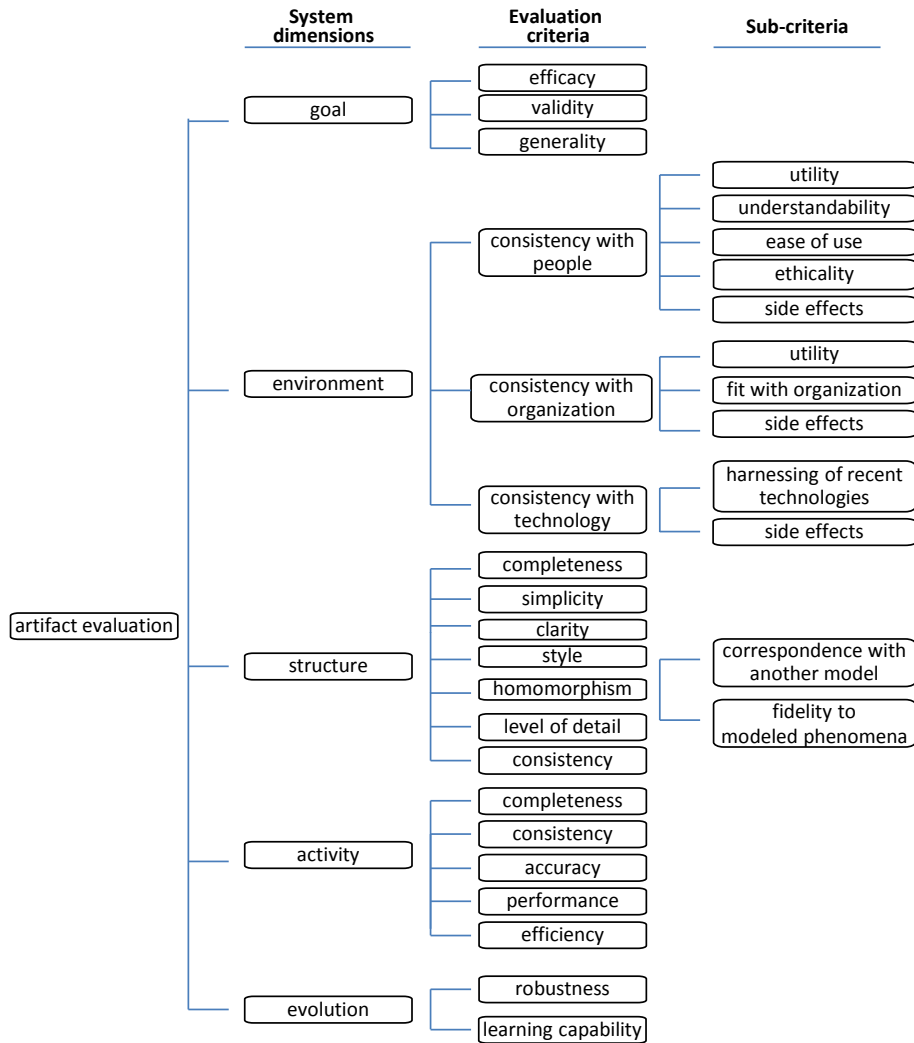 System
dimensions
Evaluation
criteria
Sub-criteria
artifact evaluation
goal
efficacy
validity
generality
environment
consistency with
people
utility
understandability
ease of use
ethicality
side effects
consistency with
organization
utility
fit with organization
side effects
consistency with
technology
harnessing of recent
technologies
side effects
structure
completeness
simplicity
clarity
style
homomorphism
correspondence with
another model
fidelity to
modeled phenomena
level of detail
consistency
activity
completeness
consistency
accuracy
performance
efficiency
evolution
robustness
learning capability